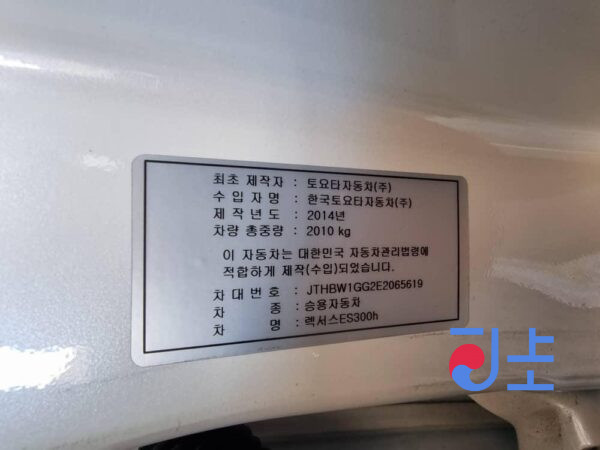 최초 제작자 : 토요타자동차(주)
수 입 자 명 : 한국토요타자동차(주)
제 작 년 도 : 2014년
차량 총중량 : 2010 kg
이 자동차는 대한민국 자동차관리법령에
적합하게 제작(수입)되었습니다.
차 대 번 호 : JTHBW1GG2E2065619
차 종 : 승용자동차
차 명 : 렉서스ES300h